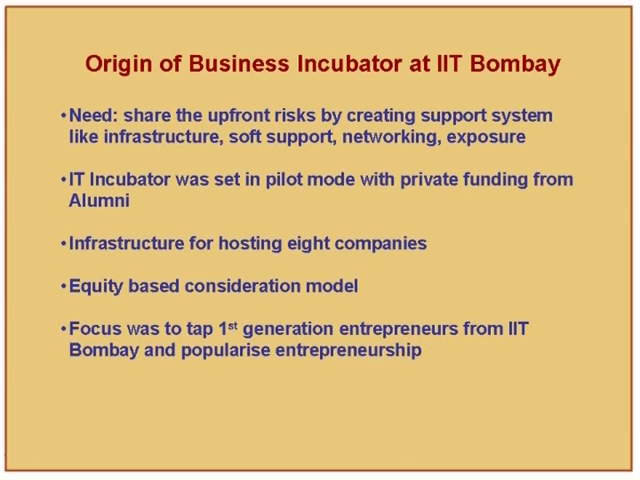 Origin of Business Incubator at IIT Bombay
•Need: share the upfront risks by creating support system
like infrastructure, soft support, networking, exposure
•IT Incubator was set in pilot mode with private funding from
Alumni
•Infrastructure for hosting eight companies
•Equity based consideration model
•Focus was to tap 1st generation entrepreneurs from IIT
Bombay and popularise entrepreneurship